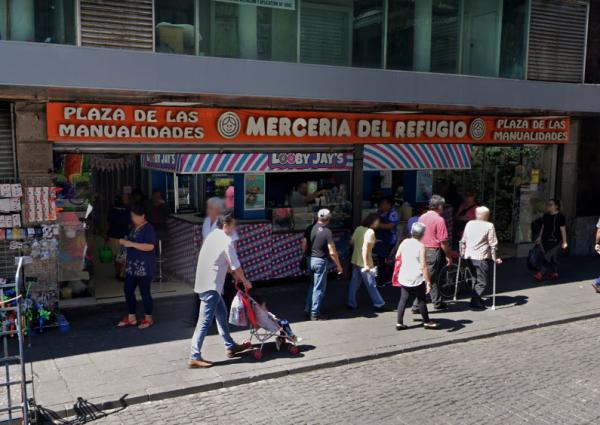 PLAZA DE LAS
MANUALIDADES
MERCERIA DEL REFUGIO
PLAZA DE LAS
MANUALIDADES
LOOBY JAY'S